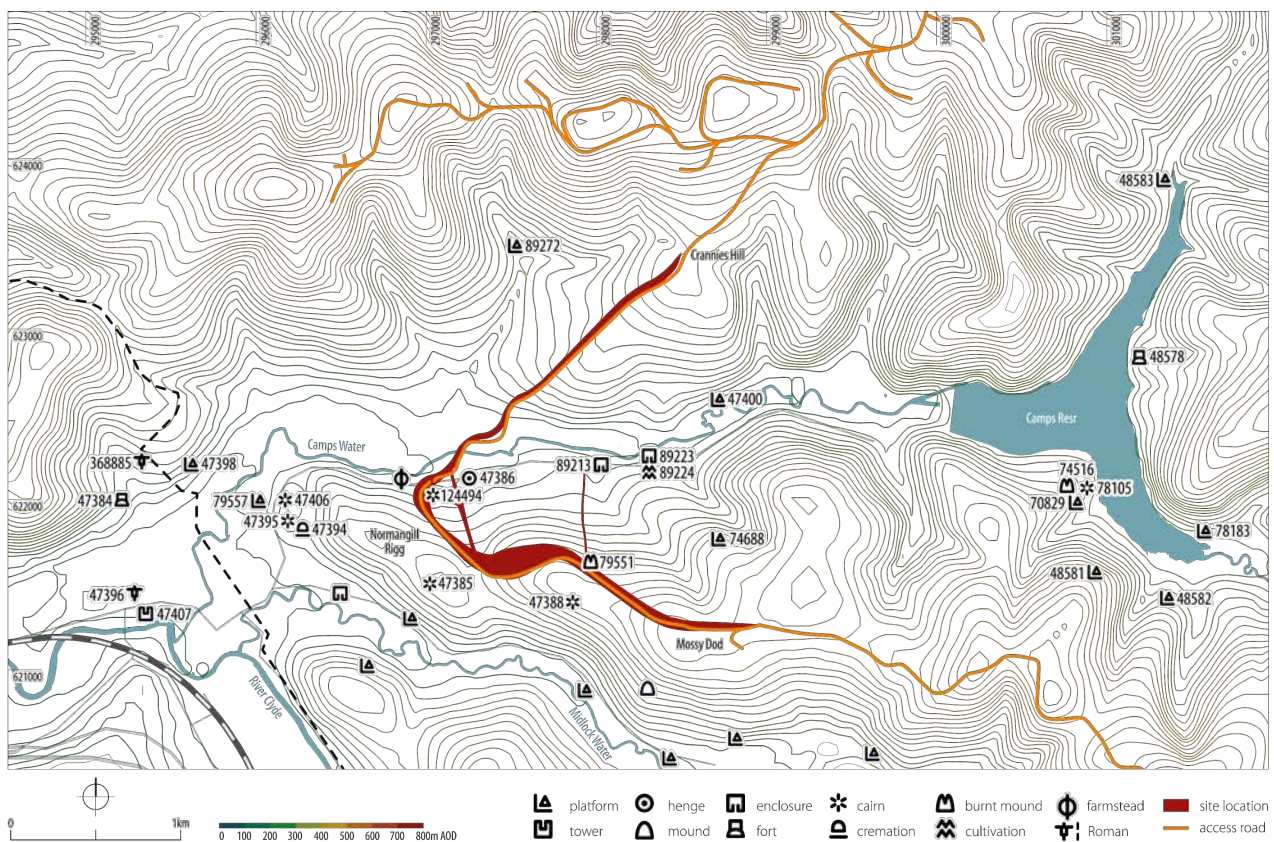 295000
296000
297000
298000
299000
300000
301000
624000
48583
89272
Crannies Hill
623000
48578
47400
Camps Resr
Camps Water
368885
47398
89223
89213
89224
47386
74516
78105
47384
79557
47406
124494
70829
622000
47395
47394
Normangill
Rigg
74688
78183
79551
47385
48581
47396
47388
48582
47407
Mossy Dod
621000
River Clyde
Midlock Water
0
1km
0 100 200 300 400 500 600 700 800m AOD
platform
henge
enclosure
cairn
burnt mound
farmstead
site location
tower
mound
fort
cremation
cultivation
Roman
access road